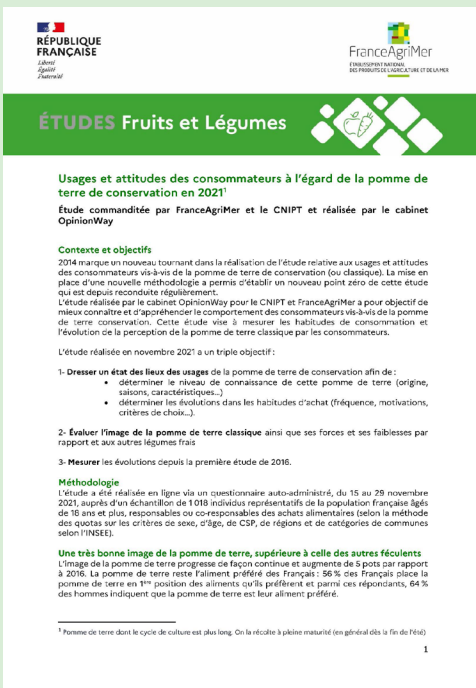 RÉPUBLIQUE
FRANÇAISE
Liberté
Égalité
Fraternité
FranceAgriMer
ÉTABLISSEMENT NATIONAL
DES PRODUITS DE L'AGRICULTURE ET DE LA MER
ÉTUDES Fruits et Légumes
Usages et attitudes des consommateurs à l'égard de la pomme de
terre de conservation en 2021¹
Étude commanditée par FranceAgriMer et le CNIPT et réalisée par le cabinet
OpinionWay
Contexte et objectifs
2014 marque un nouveau tournant dans la réalisation de l'étude relative aux usages et attitudes
des consommateurs vis-à-vis de la pomme de terre de conservation (ou classique). La mise en
place d'une nouvelle méthodologie a permis d'établir un nouveau point zéro de cette étude
qui est depuis reconduite régulièrement.
L'étude réalisée par le cabinet OpinionWay pour le CNIPT et FranceAgriMer a pour objectif de
mieux connaître et d'appréhender le comportement des consommateurs vis-à-vis de la pomme
de terre conservation. Cette étude vise à mesurer les habitudes de consommation et
l'évolution de la perception de la pomme de terre classique par les consommateurs.
L'étude réalisée en novembre 2021 a un triple objectif :
1- Dresser un état des lieux des usages de la pomme de terre de conservation afin de :
• déterminer le niveau de connaissance de cette pomme de terre (origine,
saisons, caractéristiques...)
• déterminer les évolutions dans les habitudes d'achat (fréquence, motivations,
critères de choix...).
2- Évaluer l'image de la pomme de terre classique ainsi que ses forces et ses faiblesses par
rapport et aux autres légumes frais
3- Mesurer les évolutions depuis la première étude de 2016.
Méthodologie
L'étude a été réalisée en ligne via un questionnaire auto-administré, du 15 au 29 novembre
2021, auprès d'un échantillon de 1 018 individus représentatifs de la population française âgés
de 18 ans et plus, responsables ou co-responsables des achats alimentaires (selon la méthode
des quotas sur les critères de sexe, d'âge, de CSP, de régions et de catégories de communes
selon l'INSEE).
Une très bonne image de la pomme de terre, supérieure à celle des autres féculents
L'image de la pomme de terre progresse de façon continue et augmente de 5 pots par rapport
à 2016. La pomme de terre reste l'aliment préféré des Français : 56 % des Français place la
pomme de terre en 1ère position des aliments qu'ils préfèrent et parmi ces répondants, 64 %
des hommes indiquent que la pomme de terre est leur aliment préféré.
¹ Pomme de terre dont le cycle de culture est plus long. On la récolte à pleine maturité (en général dès la fin de l'été)
1